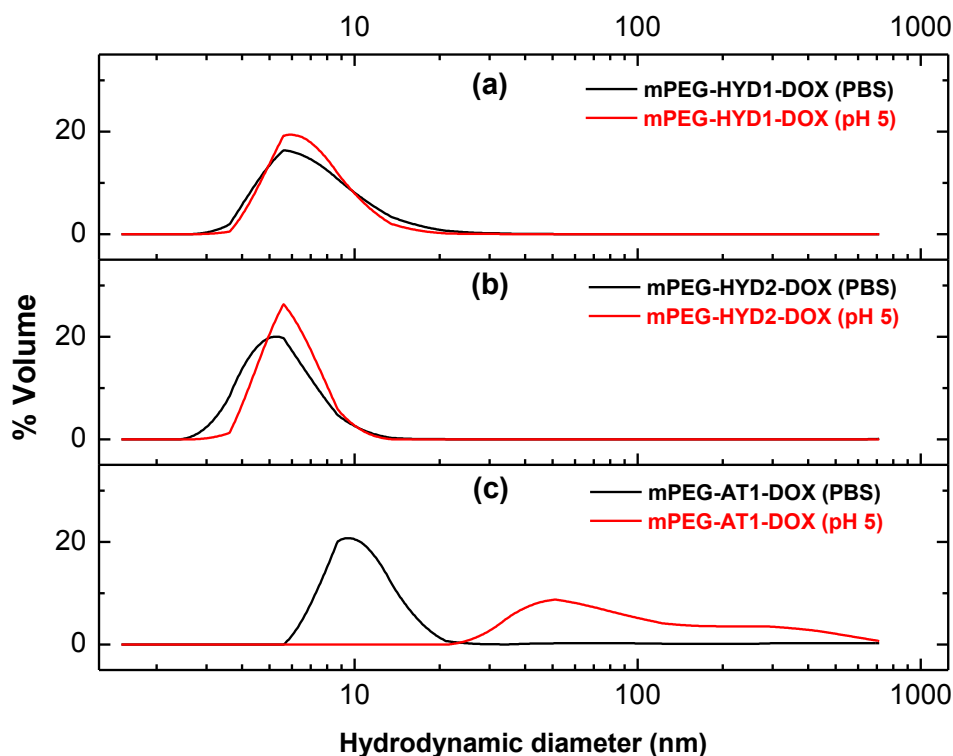 10 100 1000
(a)
mPEG-HYD1-DOX (PBS)
mPEG-HYD1-DOX (pH 5)
20
0
(b)
mPEG-HYD2-DOX (PBS)
mPEG-HYD2-DOX (pH 5)
20
0
% Volume
(c)
mPEG-AT1-DOX (PBS)
mPEG-AT1-DOX (pH 5)
20
0
10 100 1000
Hydrodynamic diameter (nm)